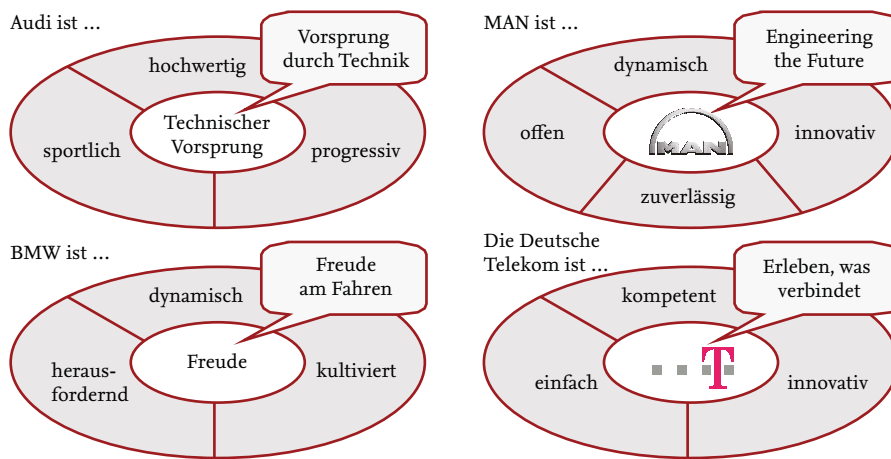 Audi ist …
hochwertig
Vorsprung
durch Technik
sportlich
Technischer
Vorsprung
progressiv
MAN ist …
dynamisch
Engineering
the Future
offen
MAN
innovativ
zuverlässig
BMW ist …
dynamisch
Freude
am Fahren
heraus-
fordernd
Freude
kultiviert
Die Deutsche
Telekom ist …
kompetent
Erleben, was
verbindet
einfach
T
innovativ